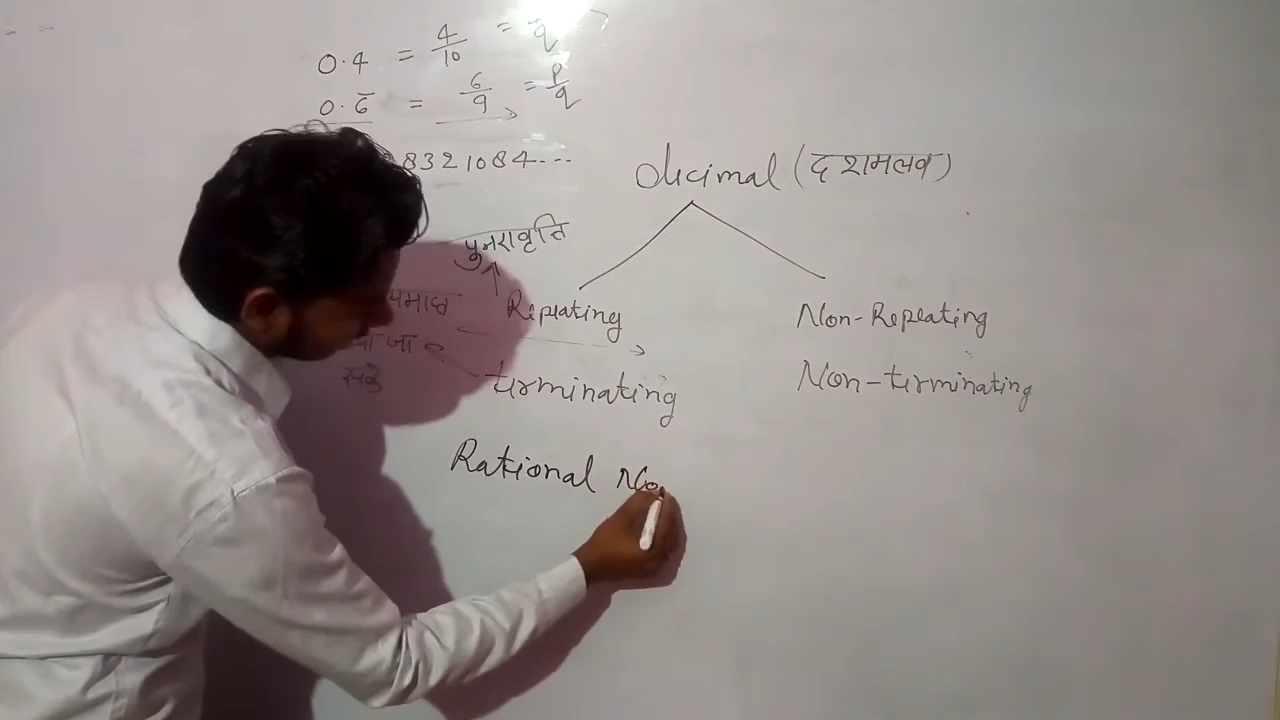 0.4 = 4/10 = q
0.6̅ = 6/9 = p/q
8321084...
decimal (दशमलव)
पुनरावृत्ति
Repeating
Non-Repeating
जा
सके
terminating
Non-terminating
Rational No